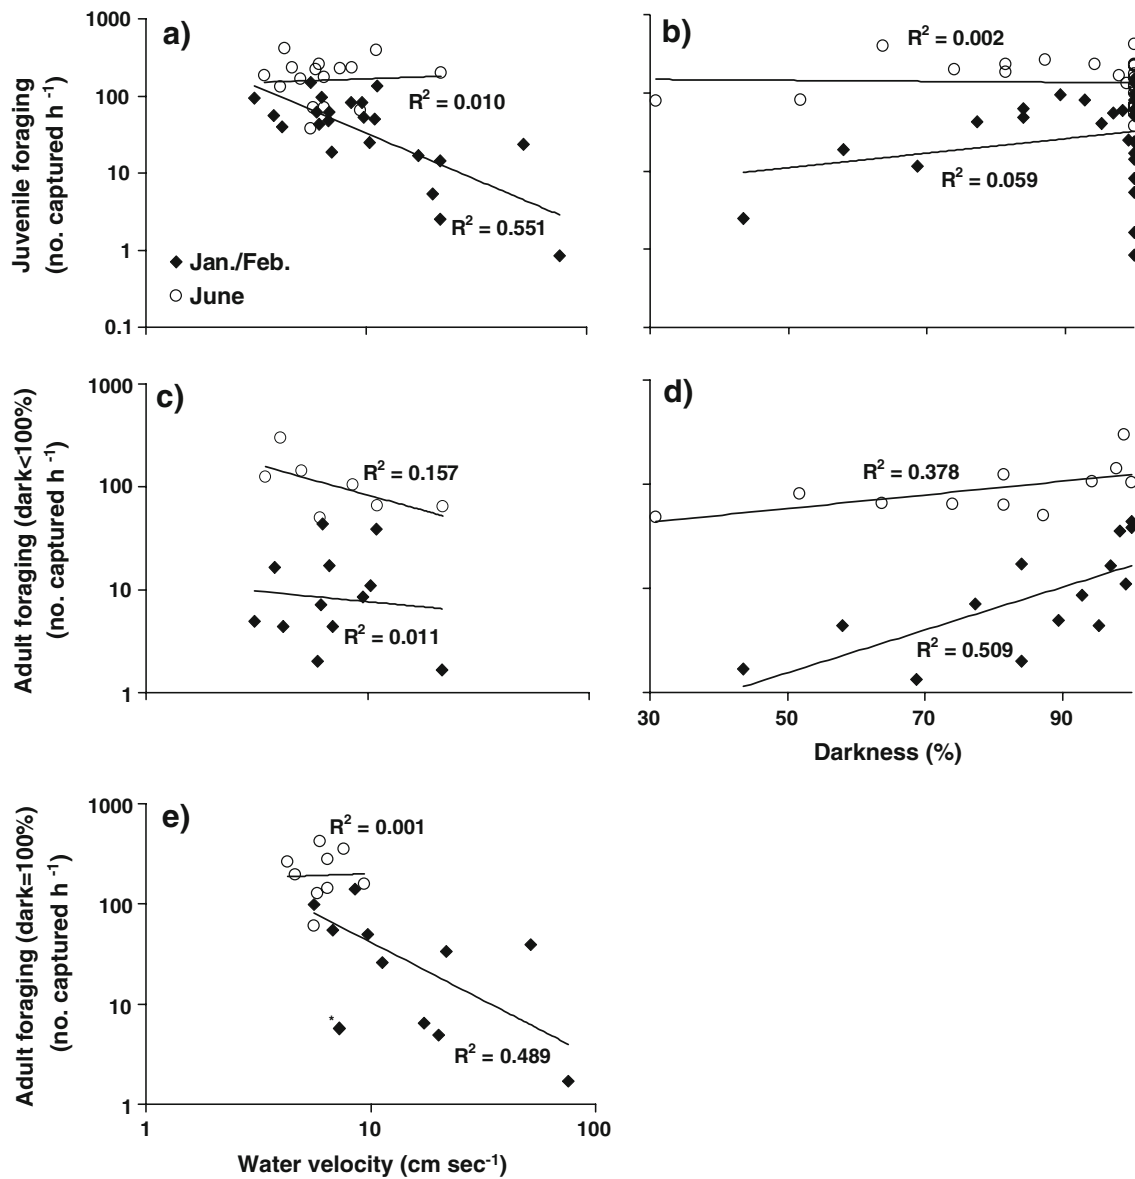 a)
1000
100
10
1
0.1
Juvenile foraging
(no. captured h⁻¹)
R² = 0.010
R² = 0.551
Jan./Feb.
June
b)
R² = 0.002
R² = 0.059
c)
1000
100
10
1
Adult foraging (dark<100%)
(no. captured h⁻¹)
R² = 0.157
R² = 0.011
d)
R² = 0.378
R² = 0.509
30 50 70 90
Darkness (%)
e)
1000
100
10
1
Adult foraging (dark=100%)
(no. captured h⁻¹)
R² = 0.001
*
R² = 0.489
1 10 100
Water velocity (cm sec⁻¹)